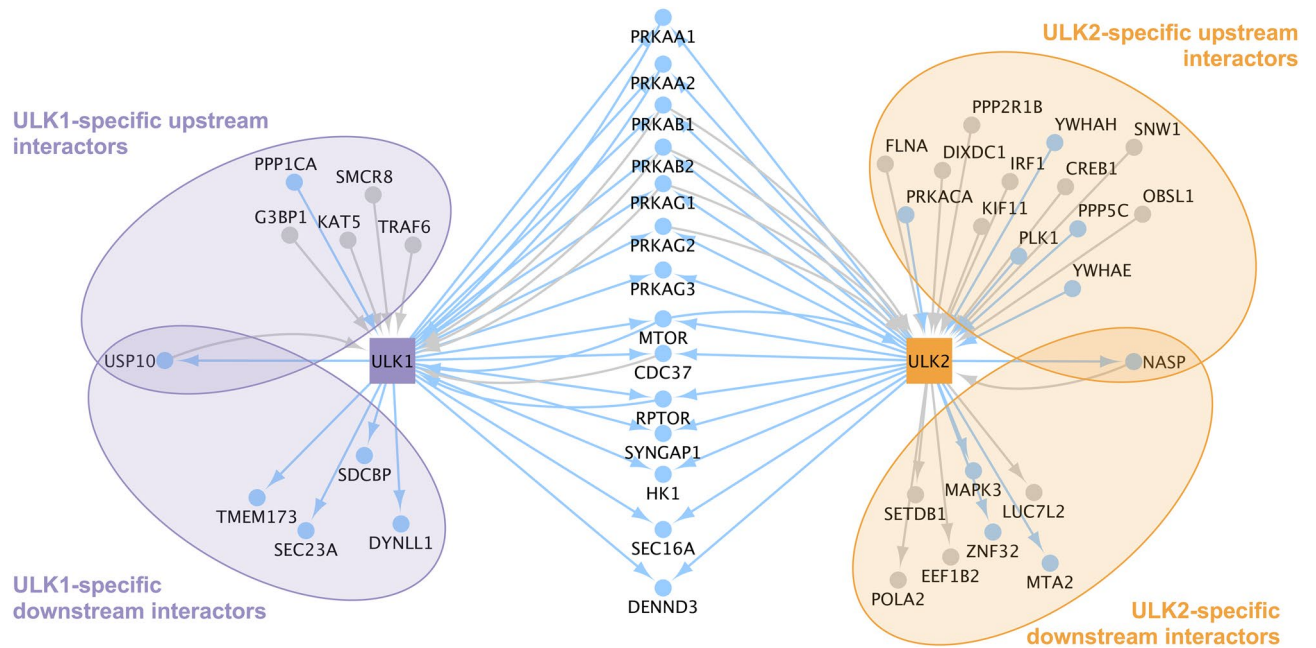 ULK1-specific upstream
interactors
PPP1CA
SMCR8
G3BP1
KAT5
TRAF6
USP10
ULK1
SDCBP
TMEM173
SEC23A
DYNLL1
ULK1-specific
downstream interactors
PRKAA1
PRKAA2
PRKAB1
PRKAB2
PRKAG1
PRKAG2
PRKAG3
MTOR
CDC37
RPTOR
SYNGAP1
HK1
SEC16A
DENND3
ULK2-specific upstream
interactors
PPP2R1B
YWHAH
SNW1
FLNA
DIXDC1
IRF1
CREB1
PRKACA
KIF11
PPP5C
OBSL1
PLK1
YWHAE
ULK2
NASP
MAPK3
SETDB1
LUC7L2
ZNF32
EEF1B2
MTA2
POLA2
ULK2-specific
downstream interactors